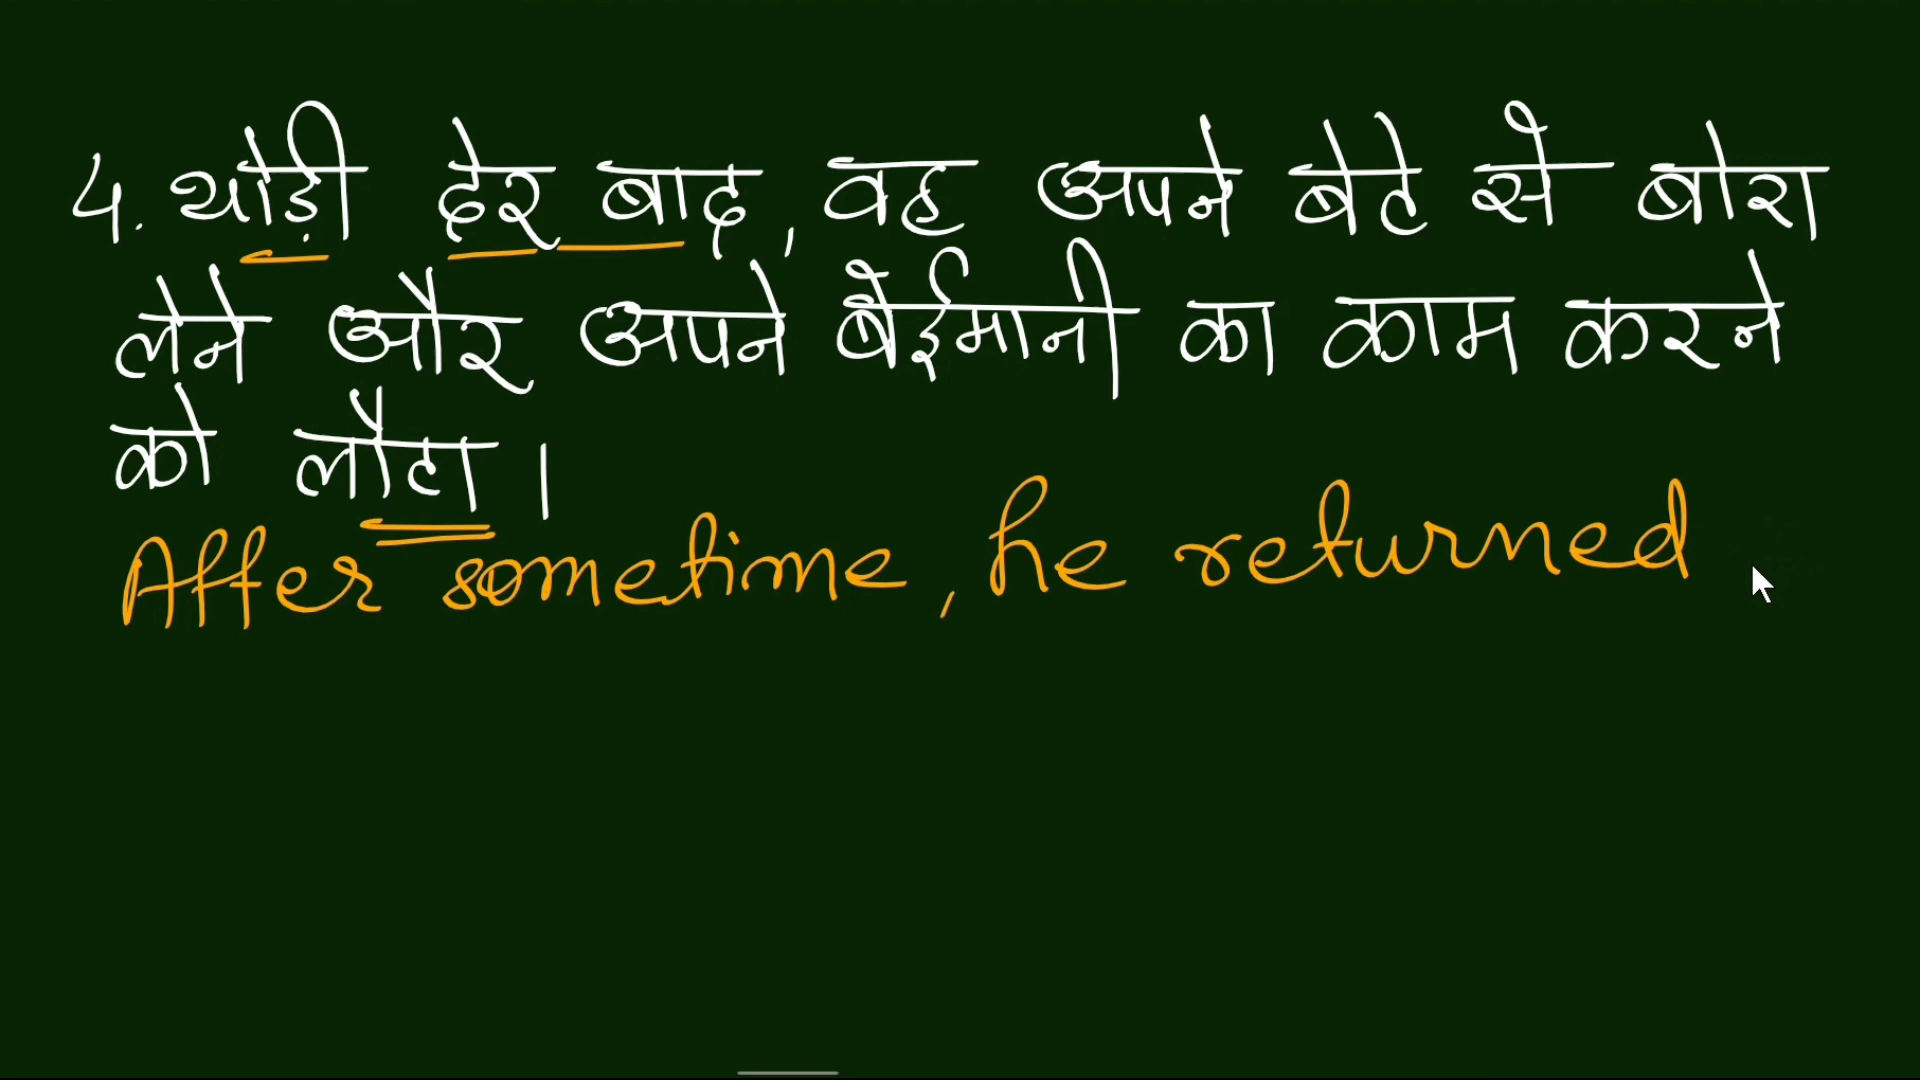 4. थोड़ी देर बाद, वह अपने बेटे से बोरा
लेने और अपने बेईमानी का काम करने
को लौटा।
After sometime, he returned